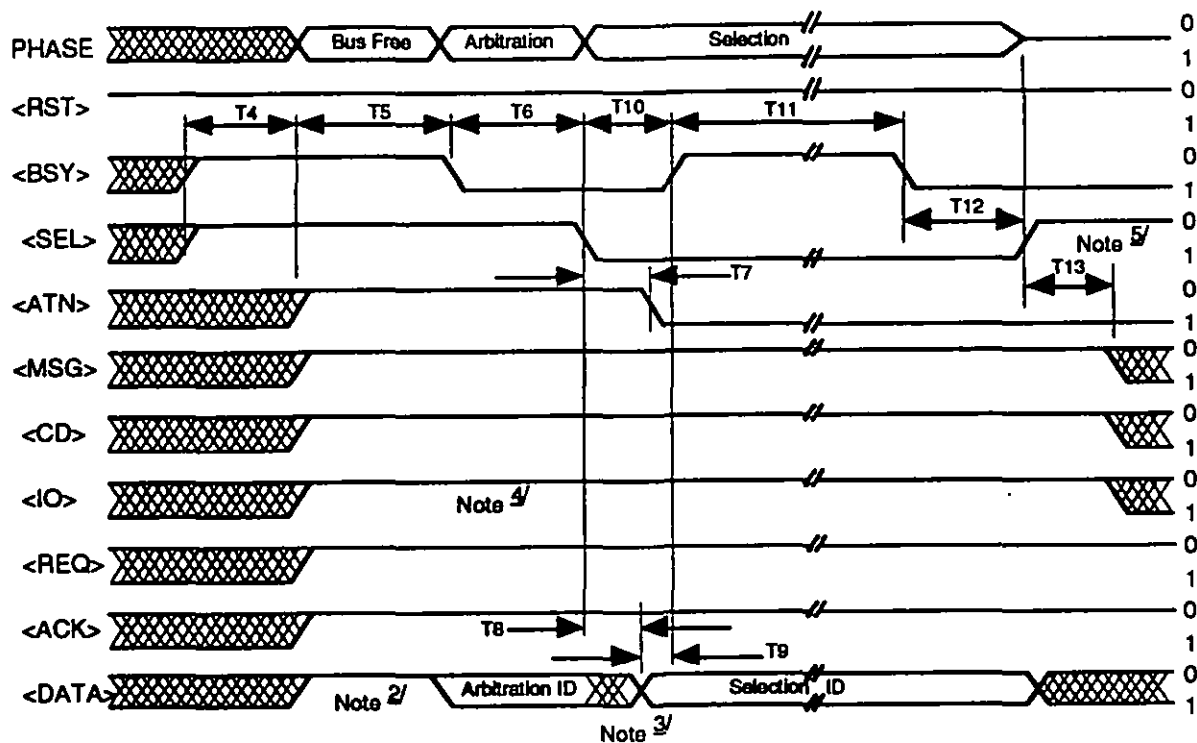 PHASE Bus Free Arbitration Selection 0
1
<RST> 0
T4 T5 T6 T10 T11 1
<BSY> 0
1
T12
<SEL> 0
Note 5/ 1
T7 T13
<ATN> 0
1
<MSG> 0
1
<CD> 0
1
<IO> 0
Note 4/ 1
<REQ> 0
1
<ACK> 0
T8 1
T9
<DATA> Note 2/ Arbitration ID Selection ID 0
1
Note 3/